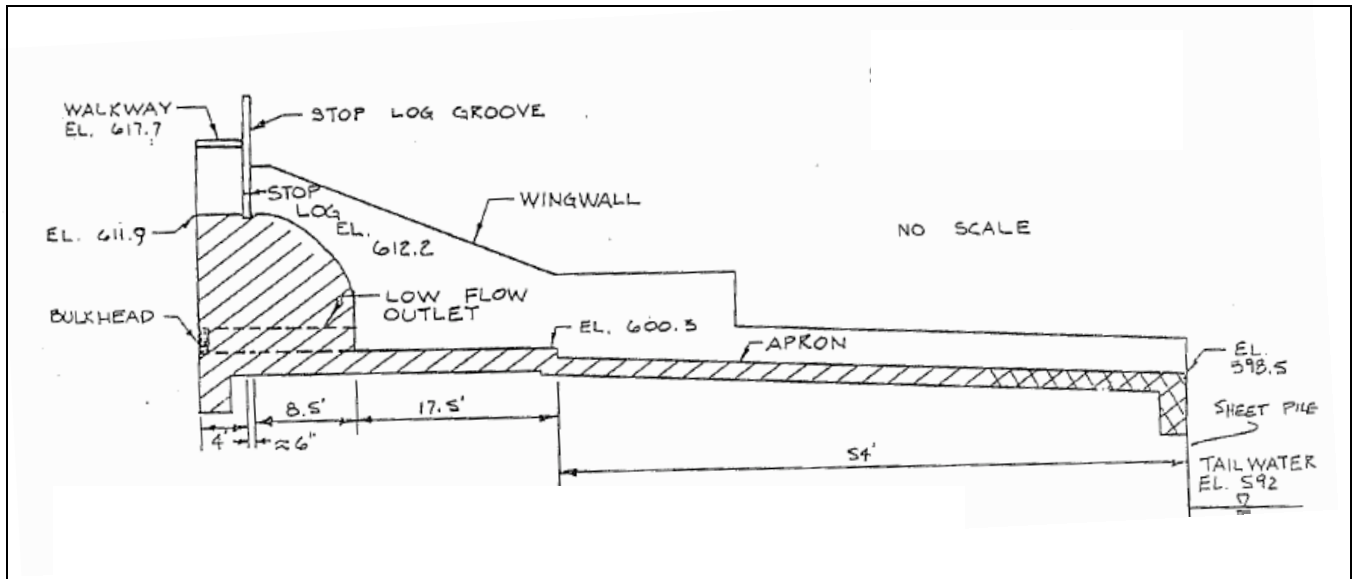 WALKWAY
EL. 617.7
STOP LOG GROOVE
STOP
LOG
EL.
612.2
WINGWALL
EL. 611.9
NO SCALE
BULKHEAD
LOW FLOW
OUTLET
EL. 600.3
APRON
EL.
598.5
SHEET PILE
4'
≈6"
8.5'
17.5'
54'
TAILWATER
EL. 592